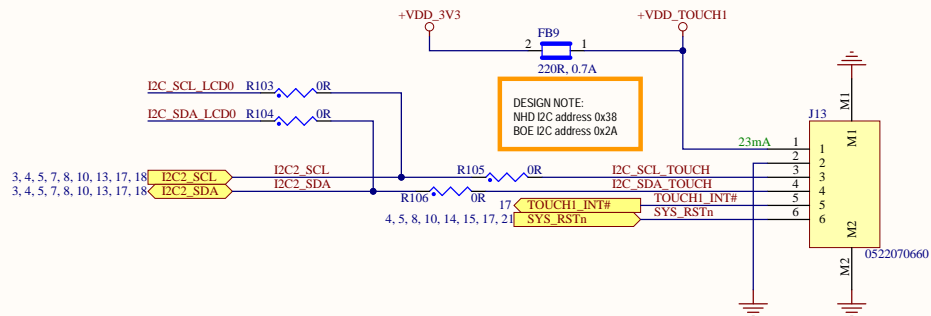 +VDD_3V3
+VDD_TOUCH1
FB9
2
1
220R, 0.7A
I2C_SCL_LCD0
R103
0R
I2C_SDA_LCD0
R104
0R
DESIGN NOTE:
NHD I2C address 0x38
BOE I2C address 0x2A
3, 4, 5, 7, 8, 10, 13, 17, 18
I2C2_SCL
I2C2_SCL
R105
0R
I2C_SCL_TOUCH
3, 4, 5, 7, 8, 10, 13, 17, 18
I2C2_SDA
I2C2_SDA
R106
0R
I2C_SDA_TOUCH
17
TOUCH1_INT#
TOUCH1_INT#
4, 5, 8, 10, 14, 15, 17, 21
SYS_RSTn
SYS_RSTn
23mA
1
2
3
4
5
6
J13
M1
M1
1
2
3
4
5
6
M2
M2
0522070660